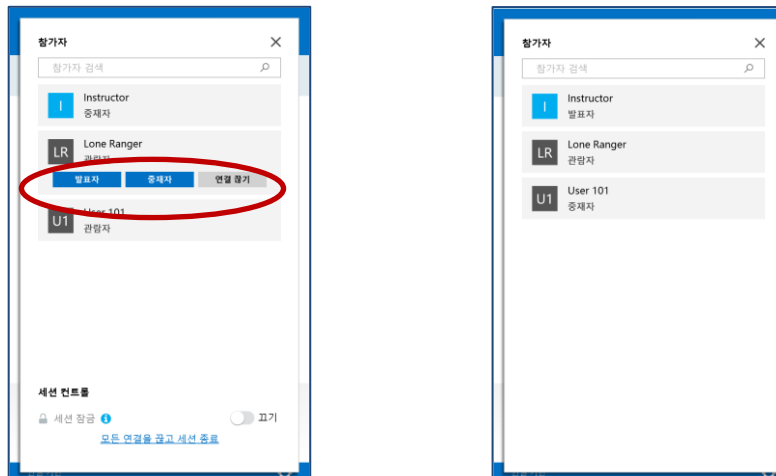 참가자
참가자 검색
I
Instructor
중재자
LR
Lone Ranger
관람자
발표자 중재자 연결 끊기
U1
User 101
관람자
세션 컨트롤
세션 잠금 끄기
모든 연결을 끊고 세션 종료
참가자
참가자 검색
I
Instructor
발표자
LR
Lone Ranger
관람자
U1
User 101
중재자